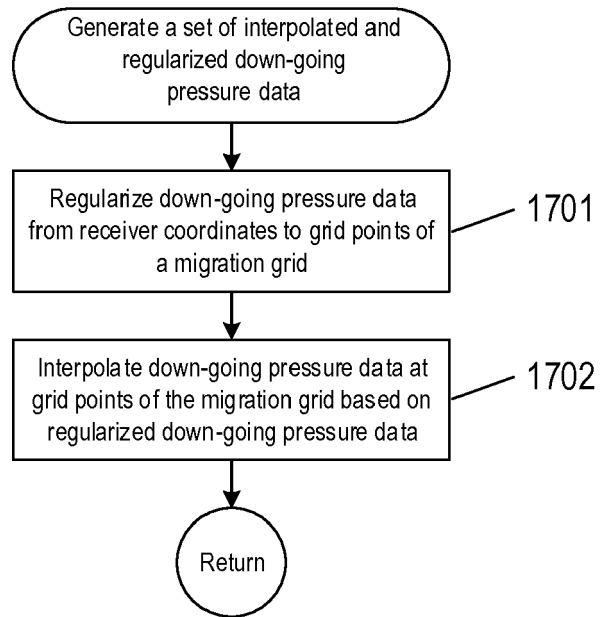 Generate a set of interpolated and
regularized down-going
pressure data
Regularize down-going pressure data
from receiver coordinates to grid points of
a migration grid
1701
Interpolate down-going pressure data at
grid points of the migration grid based on
regularized down-going pressure data
1702
Return